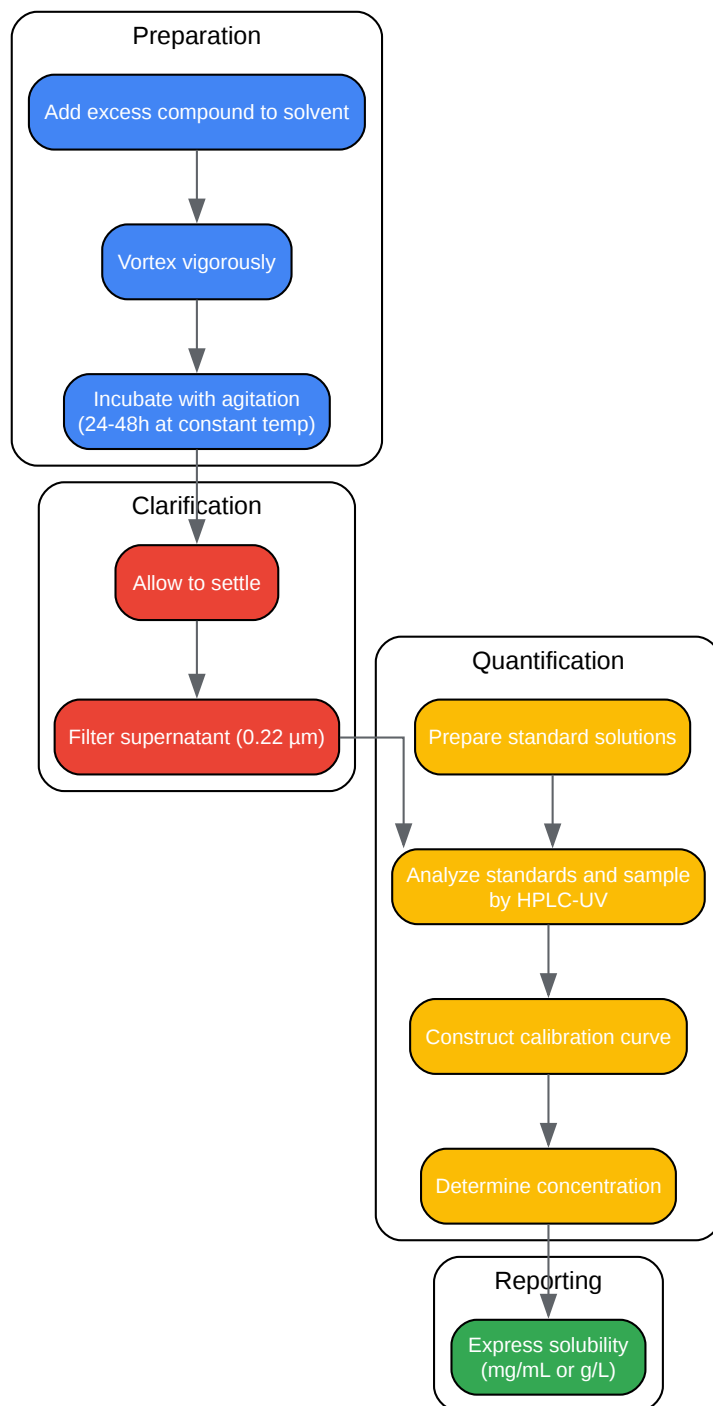 Preparation
Add excess compound to solvent
Vortex vigorously
Incubate with agitation
(24-48h at constant temp)
Clarification
Allow to settle
Filter supernatant (0.22 µm)
Quantification
Prepare standard solutions
Analyze standards and sample
by HPLC-UV
Construct calibration curve
Determine concentration
Reporting
Express solubility
(mg/mL or g/L)